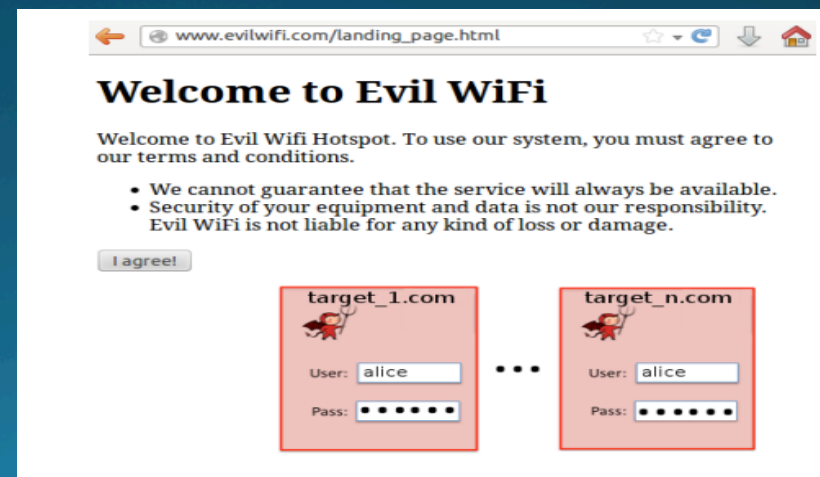 www.evilwifi.com/landing_page.html
Welcome to Evil WiFi
Welcome to Evil Wifi Hotspot. To use our system, you must agree to
our terms and conditions.
• We cannot guarantee that the service will always be available.
• Security of your equipment and data is not our responsibility.
Evil WiFi is not liable for any kind of loss or damage.
I agree!
target_1.com
User: alice
Pass: ••••••
•••
target_n.com
User: alice
Pass: ••••••